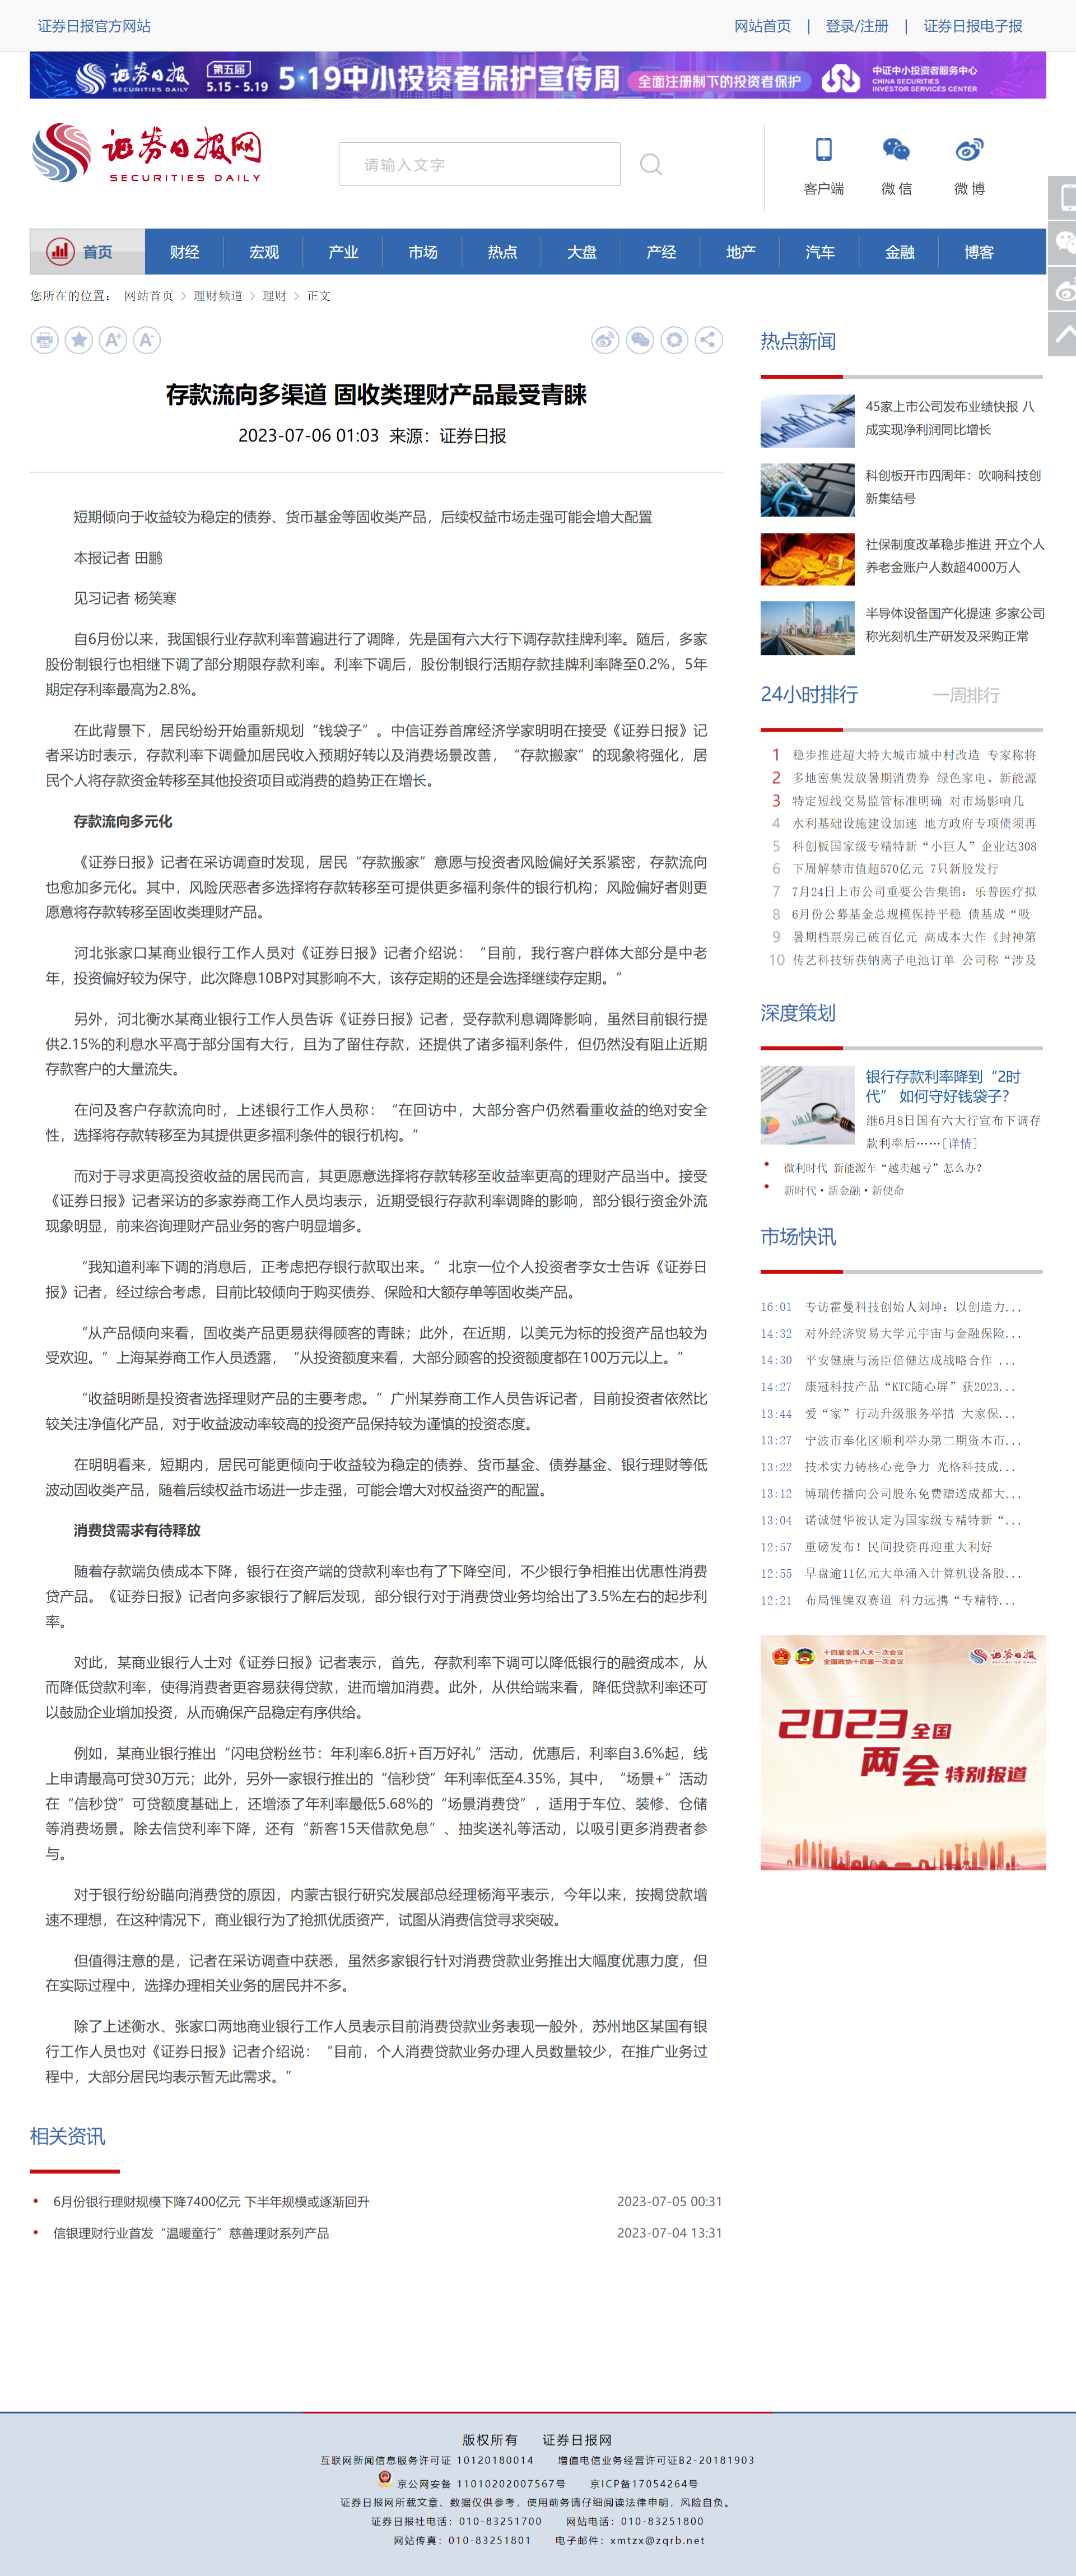 证券日报官方网站
网站首页 | 登录/注册 | 证券日报电子报
证券日报 SECURITIES DAILY 第五届 5.15 - 5.19 5·19中小投资者保护宣传周 全面注册制下的投资者保护 中证中小投资者服务中心 CHINA SECURITIES INVESTOR SERVICES CENTER
证券日报网
SECURITIES DAILY
请输入文字
客户端 微 信 微 博
首页 财经 宏观 产业 市场 热点 大盘 产经 地产 汽车 金融 博客
您所在的位置： 网站首页 > 理财频道 > 理财 > 正文
A+ A-
存款流向多渠道 固收类理财产品最受青睐
2023-07-06 01:03 来源：证券日报
短期倾向于收益较为稳定的债券、货币基金等固收类产品，后续权益市场走强可能会增大配置
本报记者 田鹏
见习记者 杨笑寒
自6月份以来，我国银行业存款利率普遍进行了调降，先是国有六大行下调存款挂牌利率。随后，多家
股份制银行也相继下调了部分期限存款利率。利率下调后，股份制银行活期存款挂牌利率降至0.2%，5年
期定存利率最高为2.8%。
在此背景下，居民纷纷开始重新规划“钱袋子”。中信证券首席经济学家明明在接受《证券日报》记
者采访时表示，存款利率下调叠加居民收入预期好转以及消费场景改善，“存款搬家”的现象将强化，居
民个人将存款资金转移至其他投资项目或消费的趋势正在增长。
存款流向多元化
《证券日报》记者在采访调查时发现，居民“存款搬家”意愿与投资者风险偏好关系紧密，存款流向
也愈加多元化。其中，风险厌恶者多选择将存款转移至可提供更多福利条件的银行机构；风险偏好者则更
愿意将存款转移至固收类理财产品。
河北张家口某商业银行工作人员对《证券日报》记者介绍说：“目前，我行客户群体大部分是中老
年，投资偏好较为保守，此次降息10BP对其影响不大，该存定期的还是会选择继续存定期。”
另外，河北衡水某商业银行工作人员告诉《证券日报》记者，受存款利息调降影响，虽然目前银行提
供2.15%的利息水平高于部分国有大行，且为了留住存款，还提供了诸多福利条件，但仍然没有阻止近期
存款客户的大量流失。
在问及客户存款流向时，上述银行工作人员称：“在回访中，大部分客户仍然看重收益的绝对安全
性，选择将存款转移至为其提供更多福利条件的银行机构。”
而对于寻求更高投资收益的居民而言，其更愿意选择将存款转移至收益率更高的理财产品当中。接受
《证券日报》记者采访的多家券商工作人员均表示，近期受银行存款利率调降的影响，部分银行资金外流
现象明显，前来咨询理财产品业务的客户明显增多。
“我知道利率下调的消息后，正考虑把存银行款取出来。”北京一位个人投资者李女士告诉《证券日
报》记者，经过综合考虑，目前比较倾向于购买债券、保险和大额存单等固收类产品。
“从产品倾向来看，固收类产品更易获得顾客的青睐；此外，在近期，以美元为标的投资产品也较为
受欢迎。”上海某券商工作人员透露，“从投资额度来看，大部分顾客的投资额度都在100万元以上。”
“收益明晰是投资者选择理财产品的主要考虑。”广州某券商工作人员告诉记者，目前投资者依然比
较关注净值化产品，对于收益波动率较高的投资产品保持较为谨慎的投资态度。
在明明看来，短期内，居民可能更倾向于收益较为稳定的债券、货币基金、债券基金、银行理财等低
波动固收类产品，随着后续权益市场进一步走强，可能会增大对权益资产的配置。
消费贷需求有待释放
随着存款端负债成本下降，银行在资产端的贷款利率也有了下降空间，不少银行争相推出优惠性消费
贷产品。《证券日报》记者向多家银行了解后发现，部分银行对于消费贷业务均给出了3.5%左右的起步利
率。
对此，某商业银行人士对《证券日报》记者表示，首先，存款利率下调可以降低银行的融资成本，从
而降低贷款利率，使得消费者更容易获得贷款，进而增加消费。此外，从供给端来看，降低贷款利率还可
以鼓励企业增加投资，从而确保产品稳定有序供给。
例如，某商业银行推出“闪电贷粉丝节：年利率6.8折+百万好礼”活动，优惠后，利率自3.6%起，线
上申请最高可贷30万元；此外，另外一家银行推出的“信秒贷”年利率低至4.35%，其中，“场景+”活动
在“信秒贷”可贷额度基础上，还增添了年利率最低5.68%的“场景消费贷”，适用于车位、装修、仓储
等消费场景。除去信贷利率下降，还有“新客15天借款免息”、抽奖送礼等活动，以吸引更多消费者参
与。
对于银行纷纷瞄向消费贷的原因，内蒙古银行研究发展部总经理杨海平表示，今年以来，按揭贷款增
速不理想，在这种情况下，商业银行为了抢抓优质资产，试图从消费信贷寻求突破。
但值得注意的是，记者在采访调查中获悉，虽然多家银行针对消费贷款业务推出大幅度优惠力度，但
在实际过程中，选择办理相关业务的居民并不多。
除了上述衡水、张家口两地商业银行工作人员表示目前消费贷款业务表现一般外，苏州地区某国有银
行工作人员也对《证券日报》记者介绍说：“目前，个人消费贷款业务办理人员数量较少，在推广业务过
程中，大部分居民均表示暂无此需求。”
相关资讯
6月份银行理财规模下降7400亿元 下半年规模或逐渐回升 2023-07-05 00:31
信银理财行业首发“温暖童行”慈善理财系列产品 2023-07-04 13:31
热点新闻
45家上市公司发布业绩快报 八
成实现净利润同比增长
科创板开市四周年：吹响科技创
新集结号
社保制度改革稳步推进 开立个人
养老金账户人数超4000万人
半导体设备国产化提速 多家公司
称光刻机生产研发及采购正常
24小时排行 一周排行
1 稳步推进超大特大城市城中村改造 专家称将
2 多地密集发放暑期消费券 绿色家电、新能源
3 特定短线交易监管标准明确 对市场影响几
4 水利基础设施建设加速 地方政府专项债须再
5 科创板国家级专精特新“小巨人”企业达308
6 下周解禁市值超570亿元 7只新股发行
7 7月24日上市公司重要公告集锦：乐普医疗拟
8 6月份公募基金总规模保持平稳 债基成“吸
9 暑期档票房已破百亿元 高成本大作《封神第
10 传艺科技斩获钠离子电池订单 公司称“涉及
深度策划
银行存款利率降到“2时
代” 如何守好钱袋子？
继6月8日国有六大行宣布下调存
款利率后……[详情]
微利时代 新能源车“越卖越亏”怎么办？
新时代·新金融·新使命
市场快讯
16:01 专访霍曼科技创始人刘坤：以创造力...
14:32 对外经济贸易大学元宇宙与金融保险...
14:30 平安健康与汤臣倍健达成战略合作 ...
14:27 康冠科技产品“KTC随心屏”获2023...
13:44 爱“家”行动升级服务举措 大家保...
13:27 宁波市奉化区顺利举办第二期资本市...
13:22 技术实力铸核心竞争力 光格科技成...
13:12 博瑞传播向公司股东免费赠送成都大...
13:04 诺诚健华被认定为国家级专精特新“...
12:57 重磅发布！民间投资再迎重大利好
12:55 早盘逾11亿元大单涌入计算机设备股...
12:21 布局锂镍双赛道 科力远携“专精特...
十四届全国人大一次会议
全国政协十四届一次会议
证券日报
2023全国
两会特别报道
版权所有 证券日报网
互联网新闻信息服务许可证 10120180014 增值电信业务经营许可证B2-20181903
京公网安备 11010202007567号 京ICP备17054264号
证券日报网所载文章、数据仅供参考，使用前务请仔细阅读法律申明，风险自负。
证券日报社电话：010-83251700 网站电话：010-83251800
网站传真：010-83251801 电子邮件：xmtzx@zqrb.net